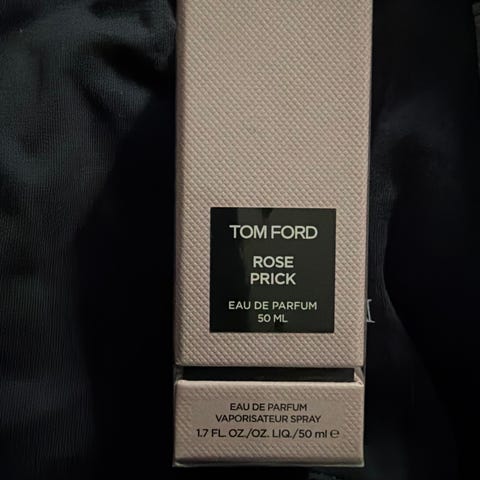 TOM FORD
ROSE
PRICK
EAU DE PARFUM
50 ML
EAU DE PARFUM
VAPORISATEUR SPRAY
1.7 FL. OZ./OZ. LIQ./50 ml ℮